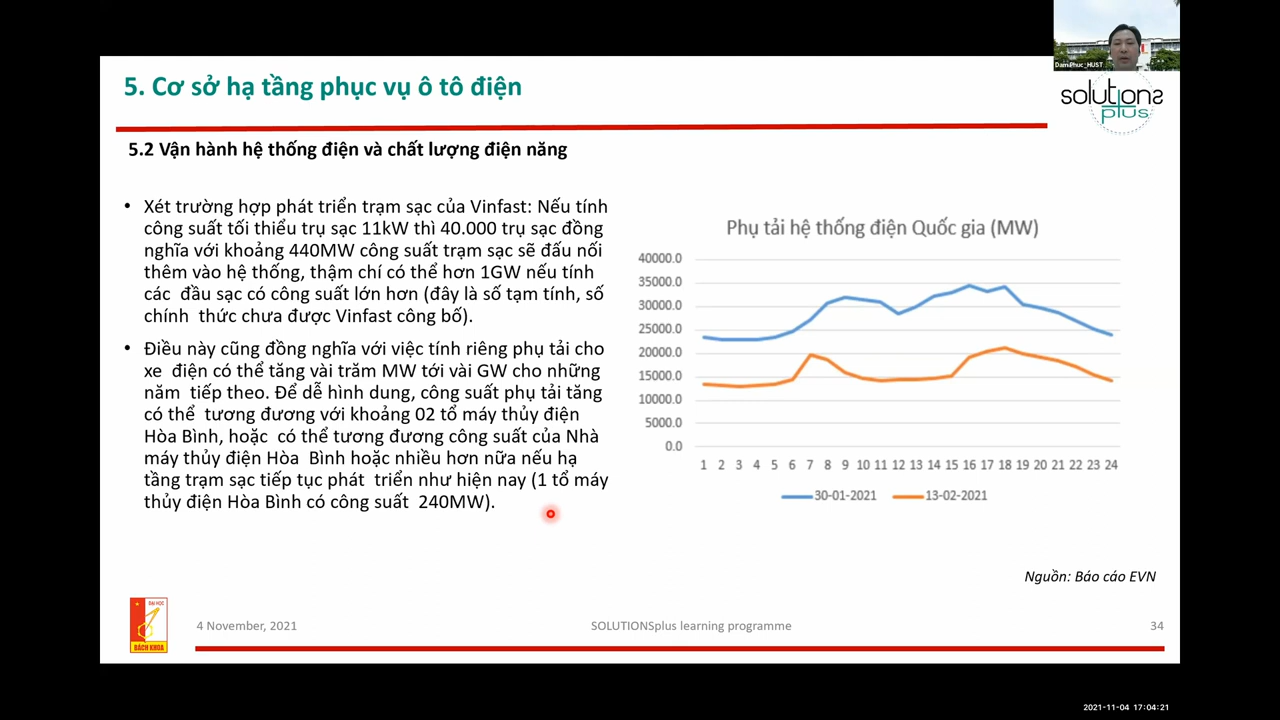 Dam Phuc_HUST
5. Cơ sở hạ tầng phục vụ ô tô điện
solutions
plus
5.2 Vận hành hệ thống điện và chất lượng điện năng
• Xét trường hợp phát triển trạm sạc của Vinfast: Nếu tính
công suất tối thiểu trụ sạc 11kW thì 40.000 trụ sạc đồng
nghĩa với khoảng 440MW công suất trạm sạc sẽ đấu nối
thêm vào hệ thống, thậm chí có thể hơn 1GW nếu tính
các đầu sạc có công suất lớn hơn (đây là số tạm tính, số
chính thức chưa được Vinfast công bố).
• Điều này cũng đồng nghĩa với việc tính riêng phụ tải cho
xe điện có thể tăng vài trăm MW tới vài GW cho những
năm tiếp theo. Để dễ hình dung, công suất phụ tải tăng
có thể tương đương với khoảng 02 tổ máy thủy điện
Hòa Bình, hoặc có thể tương đương công suất của Nhà
máy thủy điện Hòa Bình hoặc nhiều hơn nữa nếu hạ
tầng trạm sạc tiếp tục phát triển như hiện nay (1 tổ máy
thủy điện Hòa Bình có công suất 240MW).
Phụ tải hệ thống điện Quốc gia (MW)
40000.0
35000.0
30000.0
25000.0
20000.0
15000.0
10000.0
5000.0
0.0
1 2 3 4 5 6 7 8 9 10 11 12 13 14 15 16 17 18 19 20 21 22 23 24
30-01-2021 13-02-2021
Nguồn: Báo cáo EVN
ĐẠI HỌC
BÁCH KHOA
4 November, 2021 SOLUTIONSplus learning programme 34
2021-11-04 17:04:21